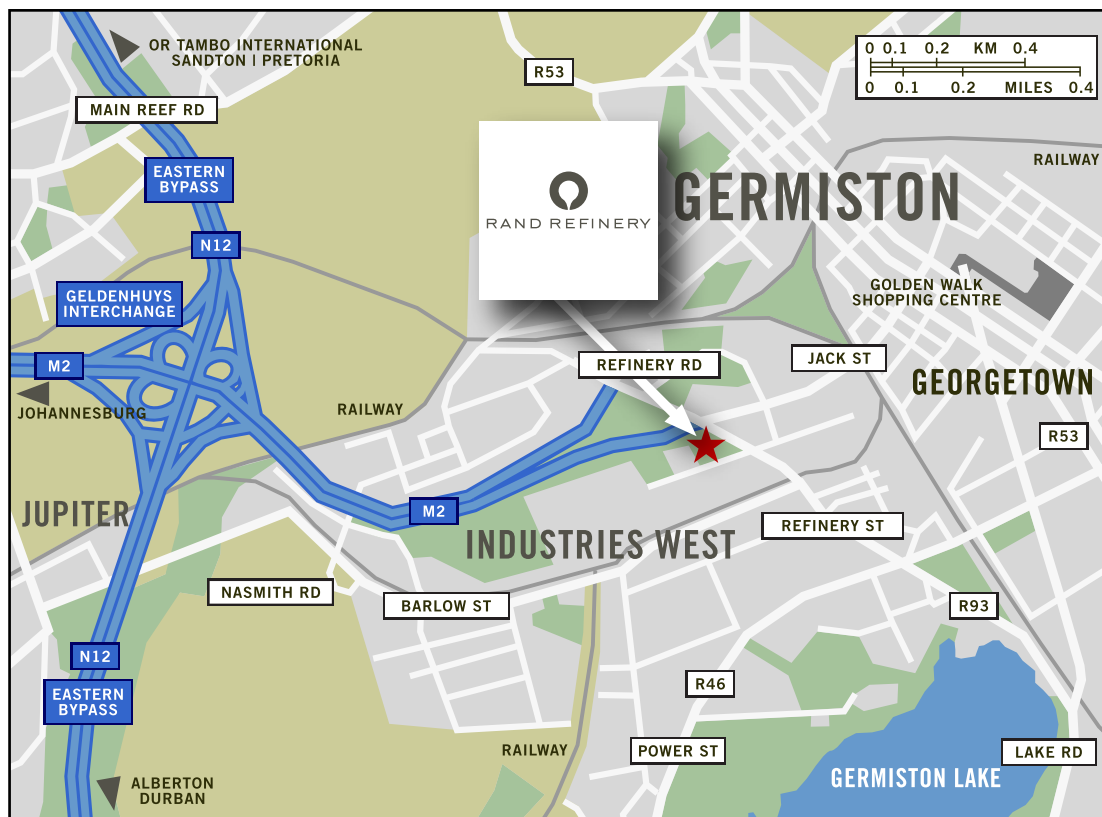 OR TAMBO INTERNATIONAL
SANDTON | PRETORIA
R53
0 0.1 0.2 KM 0.4
0 0.1 0.2 MILES 0.4
MAIN REEF RD
RAILWAY
EASTERN
BYPASS
RAND REFINERY
GERMISTON
N12
GELDENHUYS
INTERCHANGE
GOLDEN WALK
SHOPPING CENTRE
M2
REFINERY RD
JACK ST
JOHANNESBURG
RAILWAY
GEORGETOWN
R53
JUPITER
M2
INDUSTRIES WEST
REFINERY ST
NASMITH RD
BARLOW ST
R93
N12
EASTERN
BYPASS
R46
RAILWAY
POWER ST
LAKE RD
GERMISTON LAKE
ALBERTON
DURBAN